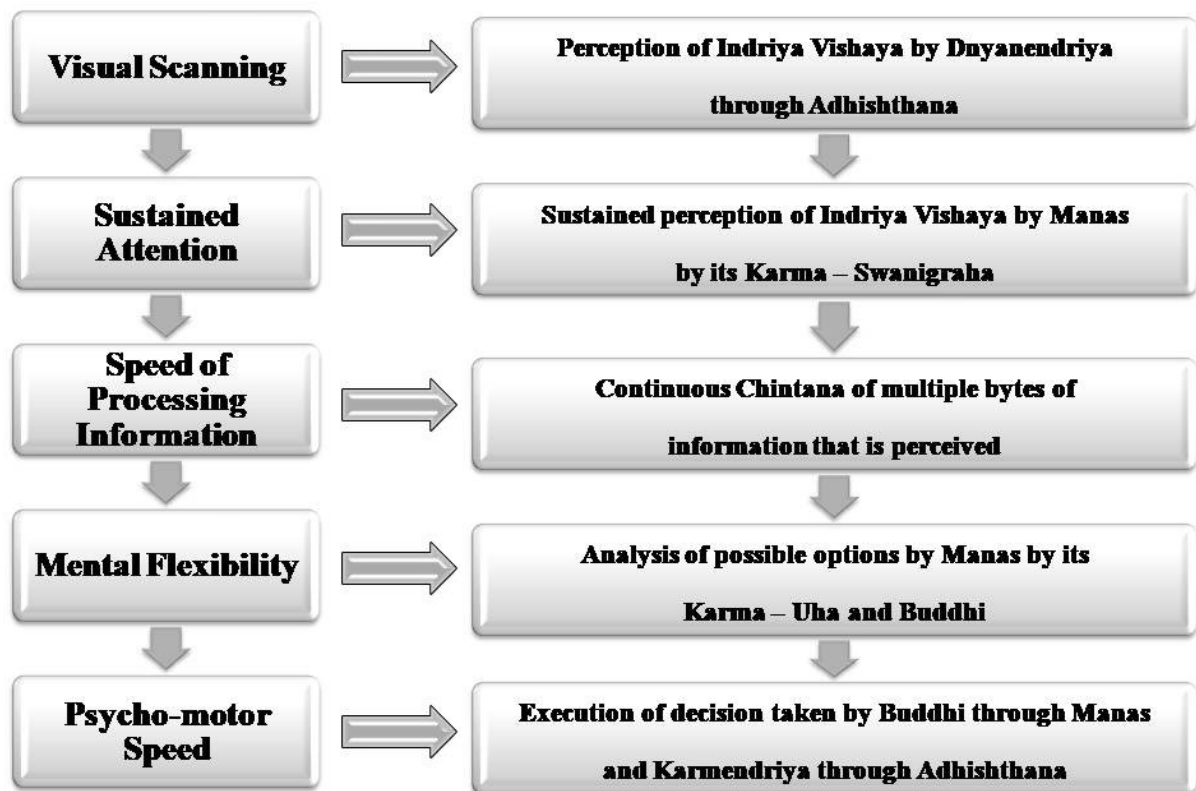 Visual Scanning
Perception of Indriya Vishaya by Dnyanendriya
through Adhishthana
Sustained
Attention
Sustained perception of Indriya Vishaya by Manas
by its Karma – Swanigraha
Speed of
Processing
Information
Continuous Chintana of multiple bytes of
information that is perceived
Mental Flexibility
Analysis of possible options by Manas by its
Karma – Uha and Buddhi
Psycho-motor
Speed
Execution of decision taken by Buddhi through Manas
and Karmendriya through Adhishthana